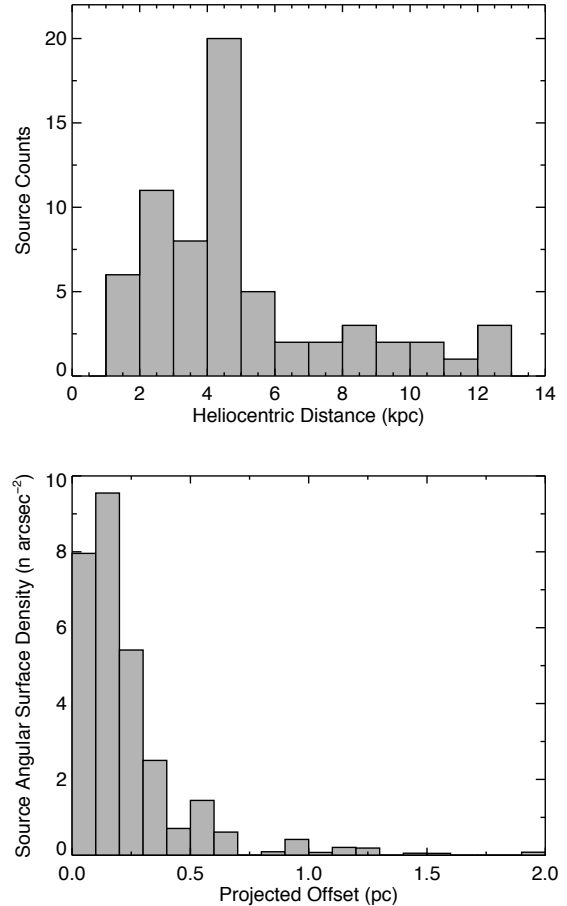 20
15
10
5
0
Source Counts
0 2 4 6 8 10 12 14
Heliocentric Distance (kpc)
10
8
6
4
2
0
Source Angular Surface Density (n arcsec⁻²)
0.0 0.5 1.0 1.5 2.0
Projected Offset (pc)